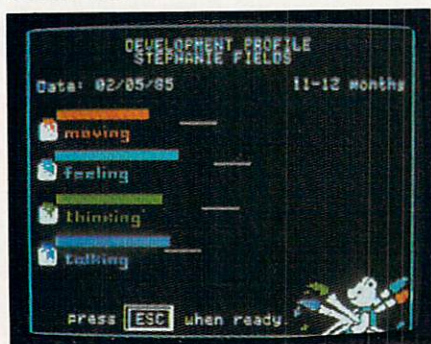 DEVELOPMENT PROFILE
STEPHANIE FIELDS
Date: 02/05/85 11-12 months
moving
feeling
thinking
talking
press ESC when ready.